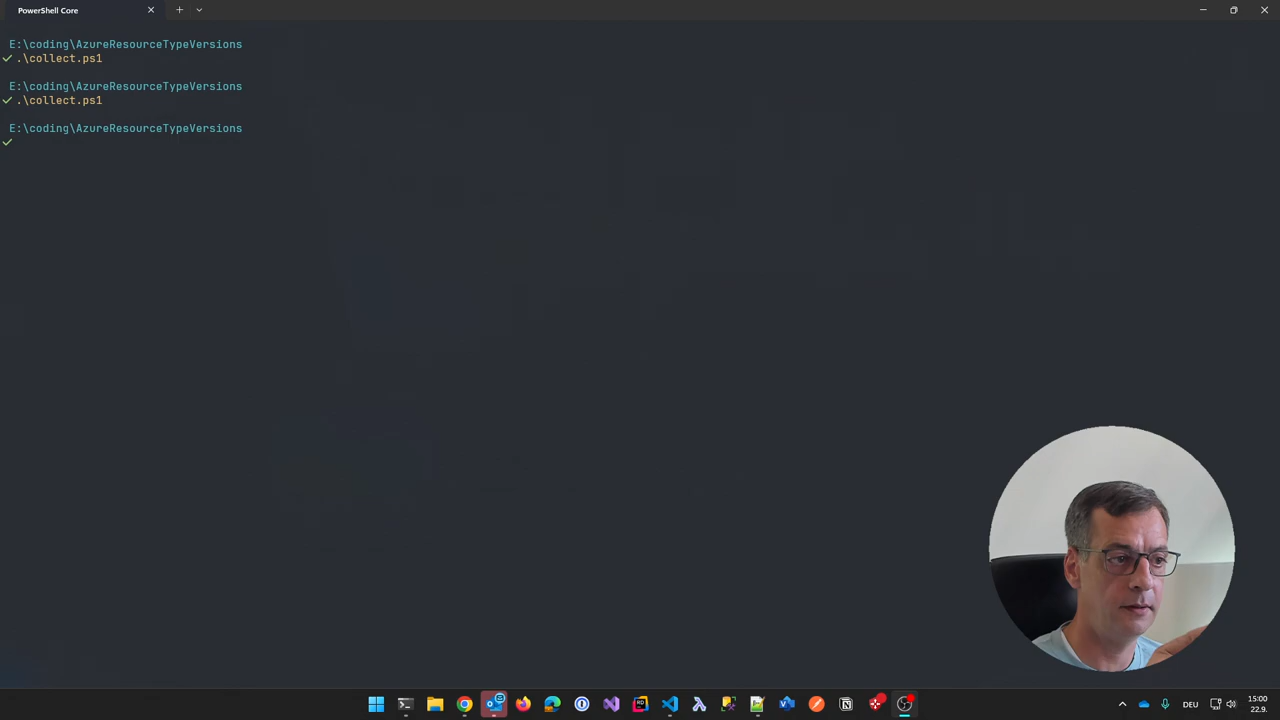 PowerShell Core
E:\coding\AzureResourceTypeVersions
.\collect.ps1
E:\coding\AzureResourceTypeVersions
.\collect.ps1
E:\coding\AzureResourceTypeVersions
DEU
15:00
22.9.